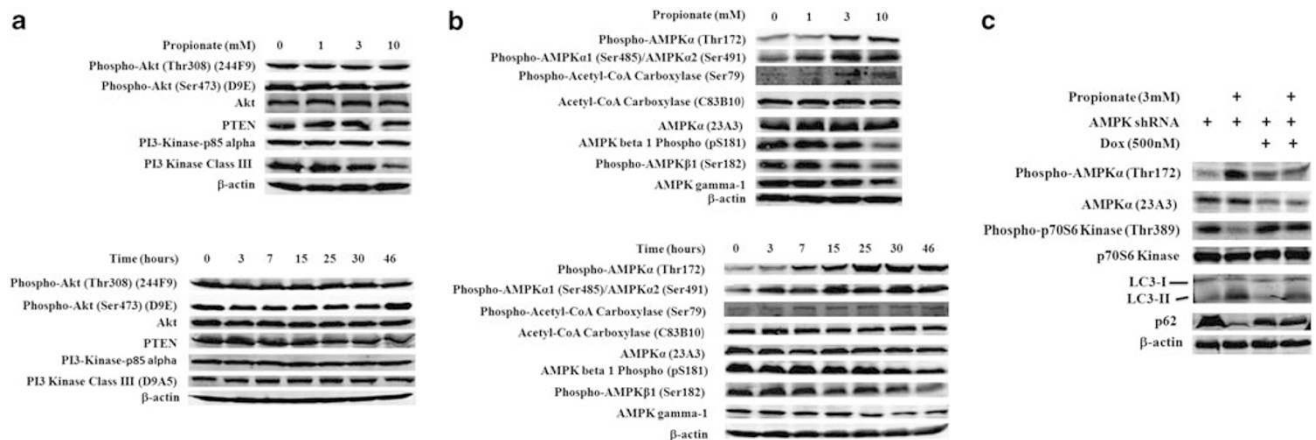 a
Propionate (mM) 0 1 3 10
Phospho-Akt (Thr308) (244F9)
Phospho-Akt (Ser473) (D9E)
Akt
PTEN
PI3-Kinase-p85 alpha
PI3 Kinase Class III
β-actin
Time (hours) 0 3 7 15 25 30 46
Phospho-Akt (Thr308) (244F9)
Phospho-Akt (Ser473) (D9E)
Akt
PTEN
PI3-Kinase-p85 alpha
PI3 Kinase Class III (D9A5)
β-actin
b
Propionate (mM) 0 1 3 10
Phospho-AMPKα (Thr172)
Phospho-AMPKα1 (Ser485)/AMPKα2 (Ser491)
Phospho-Acetyl-CoA Carboxylase (Ser79)
Acetyl-CoA Carboxylase (C83B10)
AMPKα (23A3)
AMPK beta 1 Phospho (pS181)
Phospho-AMPKβ1 (Ser182)
AMPK gamma-1
β-actin
Time (hours) 0 3 7 15 25 30 46
Phospho-AMPKα (Thr172)
Phospho-AMPKα1 (Ser485)/AMPKα2 (Ser491)
Phospho-Acetyl-CoA Carboxylase (Ser79)
Acetyl-CoA Carboxylase (C83B10)
AMPKα (23A3)
AMPK beta 1 Phospho (pS181)
Phospho-AMPKβ1 (Ser182)
AMPK gamma-1
β-actin
c
Propionate (3mM) + +
AMPK shRNA + + + +
Dox (500nM) + +
Phospho-AMPKα (Thr172)
AMPKα (23A3)
Phospho-p70S6 Kinase (Thr389)
p70S6 Kinase
LC3-I
LC3-II
p62
β-actin